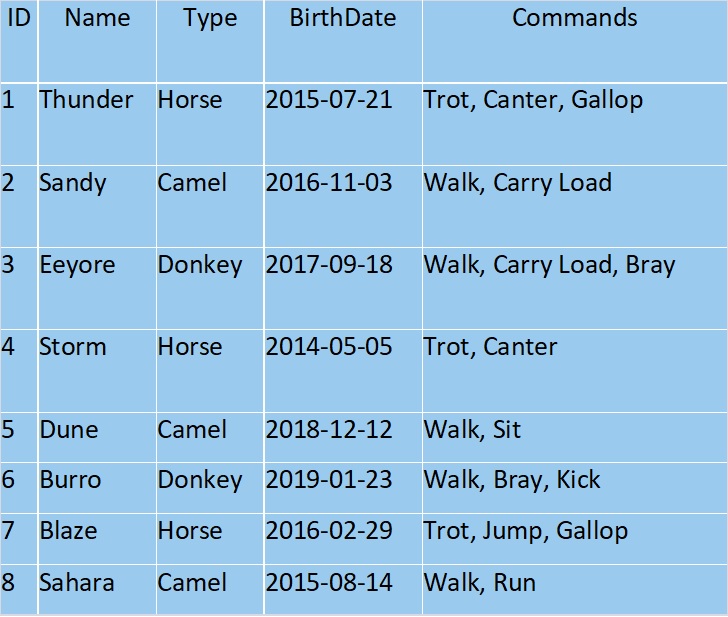 ID Name Type BirthDate Commands
1 Thunder Horse 2015-07-21 Trot, Canter, Gallop
2 Sandy Camel 2016-11-03 Walk, Carry Load
3 Eeyore Donkey 2017-09-18 Walk, Carry Load, Bray
4 Storm Horse 2014-05-05 Trot, Canter
5 Dune Camel 2018-12-12 Walk, Sit
6 Burro Donkey 2019-01-23 Walk, Bray, Kick
7 Blaze Horse 2016-02-29 Trot, Jump, Gallop
8 Sahara Camel 2015-08-14 Walk, Run